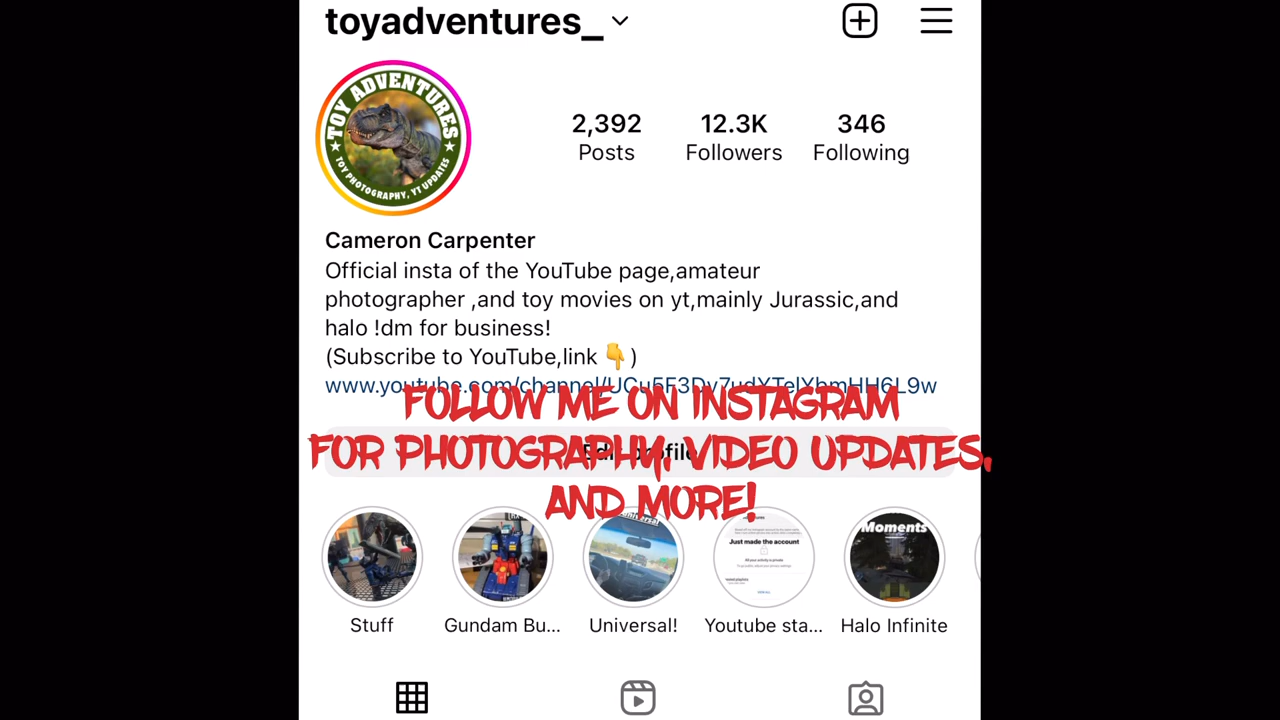 toyadventures_
TOY ADVENTURES
TOY PHOTOGRAPHY, YT UPDATES
2,392
Posts
12.3K
Followers
346
Following
Cameron Carpenter
Official insta of the YouTube page,amateur
photographer ,and toy movies on yt,mainly Jurassic,and
halo !dm for business!
(Subscribe to YouTube,link 👇)
FOLLOW ME ON INSTAGRAM
FOR PHOTOGRAPHY, VIDEO UPDATES,
AND MORE!
Edit profile
universal
Just made the account
Moments
Stuff
Gundam Bu...
Universal!
Youtube sta...
Halo Infinite